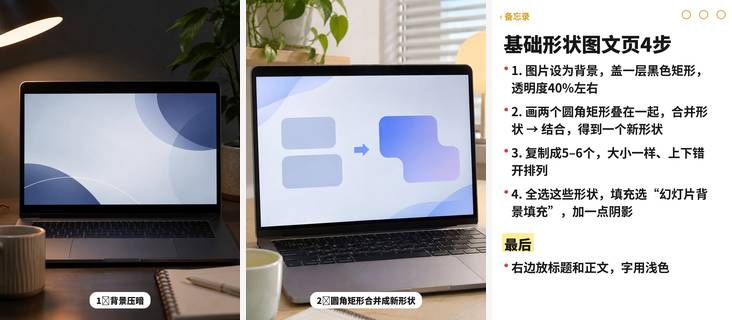 1 背景压暗
2 圆角矩形合并成新形状
‹ 备忘录
基础形状图文页4步
1. 图片设为背景，盖一层黑色矩形，
透明度40%左右
2. 画两个圆角矩形叠在一起，合并形
状 → 结合，得到一个新形状
3. 复制成5–6个，大小一样、上下错
开排列
4. 全选这些形状，填充选“幻灯片背
景填充”，加一点阴影
最后
右边放标题和正文，字用浅色